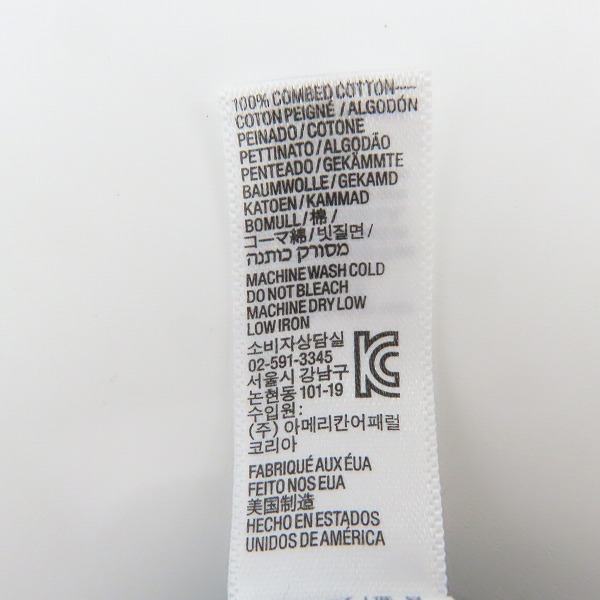 100% COMBED COTTON
COTON PEIGNÉ / ALGODÓN
PEINADO / COTONE
PETTINATO / ALGODÃO
PENTEADO / GEKÄMMTE
BAUMWOLLE / GEKAMD
KATOEN / KAMMAD
BOMULL / 棉 /
コーマ綿 / 빗질면 /
מסורק כותנה
MACHINE WASH COLD
DO NOT BLEACH
MACHINE DRY LOW
LOW IRON
소비자상담실
02-591-3345
서울시 강남구
논현동 101-19
수입원:
(주) 아메리칸어패럴
코리아
FABRIQUÉ AUX ÉUA
FEITO NOS EUA
美国制造
HECHO EN ESTADOS
UNIDOS DE AMÉRICA